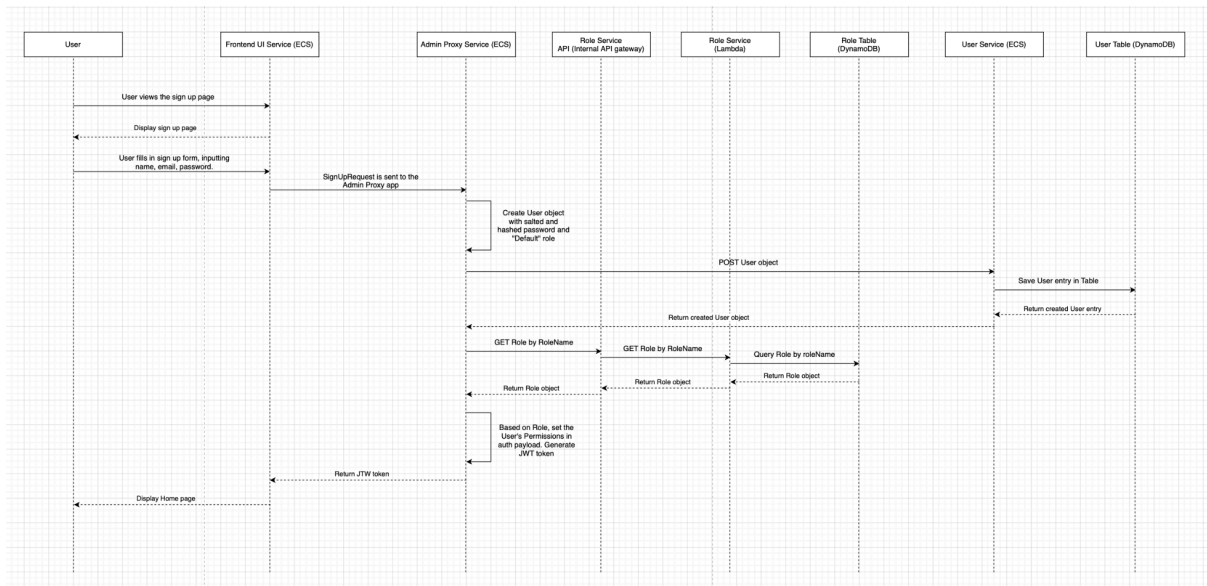 User
Frontend UI Service (ECS)
Admin Proxy Service (ECS)
Role Service
API (Internal API gateway)
Role Service
(Lambda)
Role Table
(DynamoDB)
User Service (ECS)
User Table (DynamoDB)
User views the sign up page
Display sign up page
User fills in sign up form, inputting
name, email, password.
SignUpRequest is sent to the
Admin Proxy app
Create User object
with salted and
hashed password and
"Default" role
POST User object
Save User entry in Table
Return created User entry
Return created User object
GET Role by RoleName
GET Role by RoleName
Query Role by roleName
Return Role object
Return Role object
Return Role object
Based on Role, set the
User's Permissions in
auth payload. Generate
JWT token
Return JTW token
Display Home page